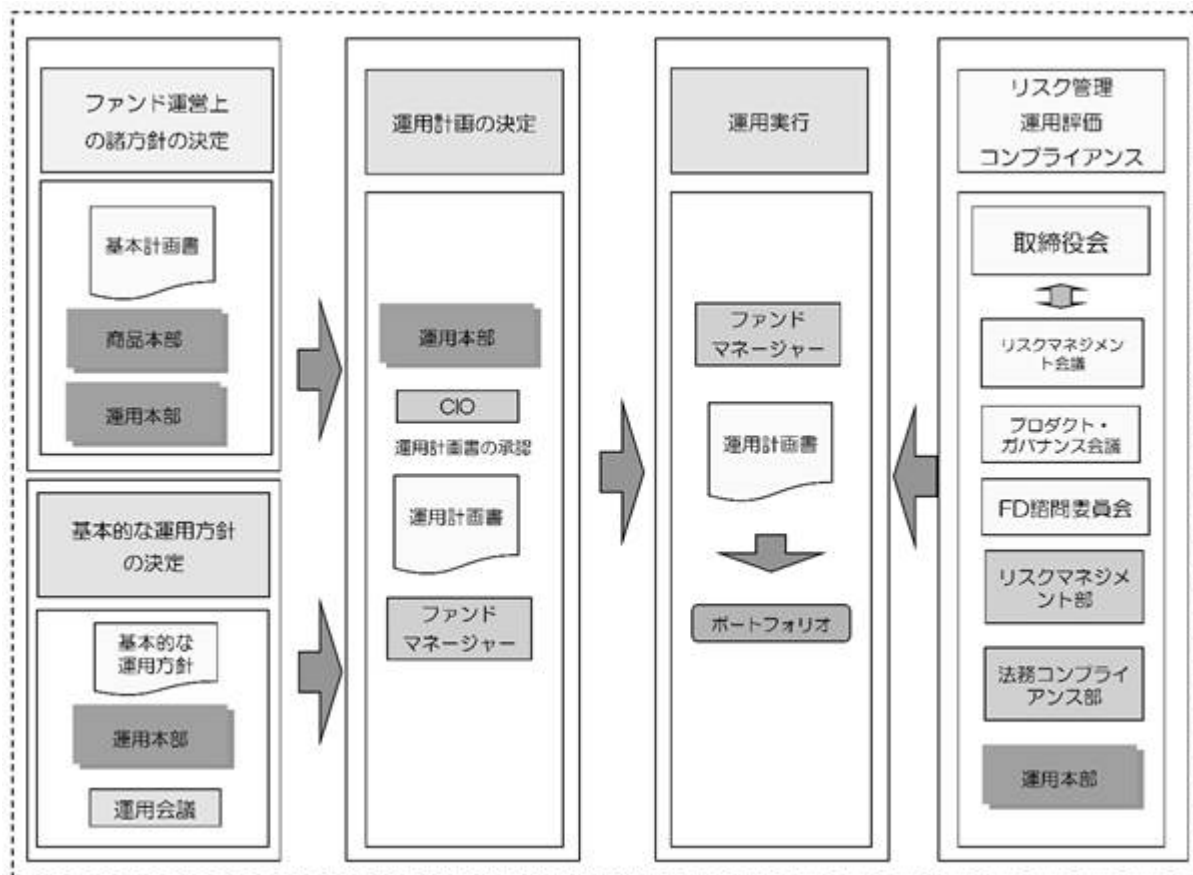 ファンド運営上
の諸方針の決定
基本計画書
商品本部
運用本部
基本的な運用方針
の決定
基本的な
運用方針
運用本部
運用会議
運用計画の決定
運用本部
CIO
運用計画書の承認
運用計画書
ファンド
マネージャー
運用実行
ファンド
マネージャー
運用計画書
ポートフォリオ
リスク管理
運用評価
コンプライアンス
取締役会
リスクマネジメン
ト会議
プロダクト・
ガバナンス会議
FD諮問委員会
リスクマネジメ
ント部
法務コンプライ
アンス部
運用本部